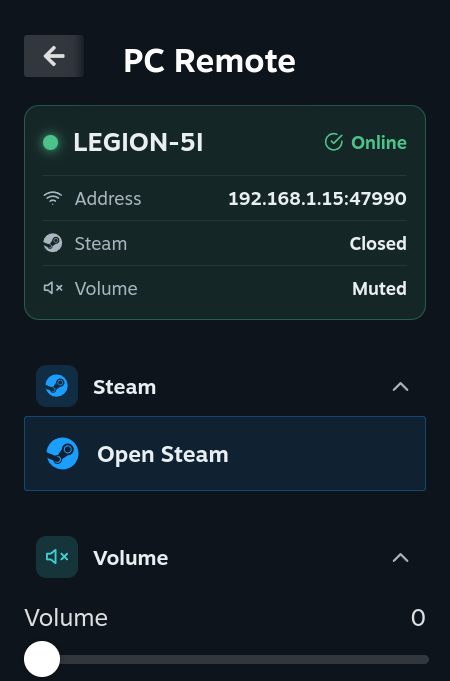 PC Remote
LEGION-5I Online
Address 192.168.1.15:47990
Steam Closed
Volume Muted
Steam
Open Steam
Volume
Volume 0